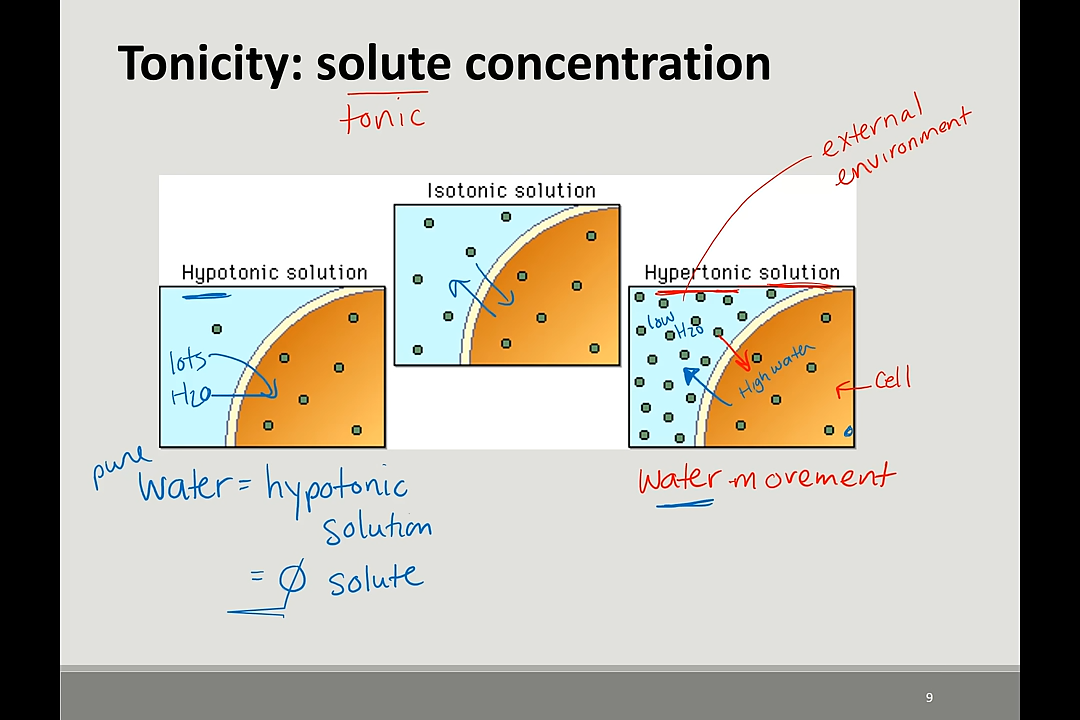 Tonicity: solute concentration
tonic
external
environment
Isotonic solution
Hypotonic solution
Hypertonic solution
lots
H2O
low
H2O
High water
cell
pure
water = hypotonic
solution
= ∅ solute
water movement
9